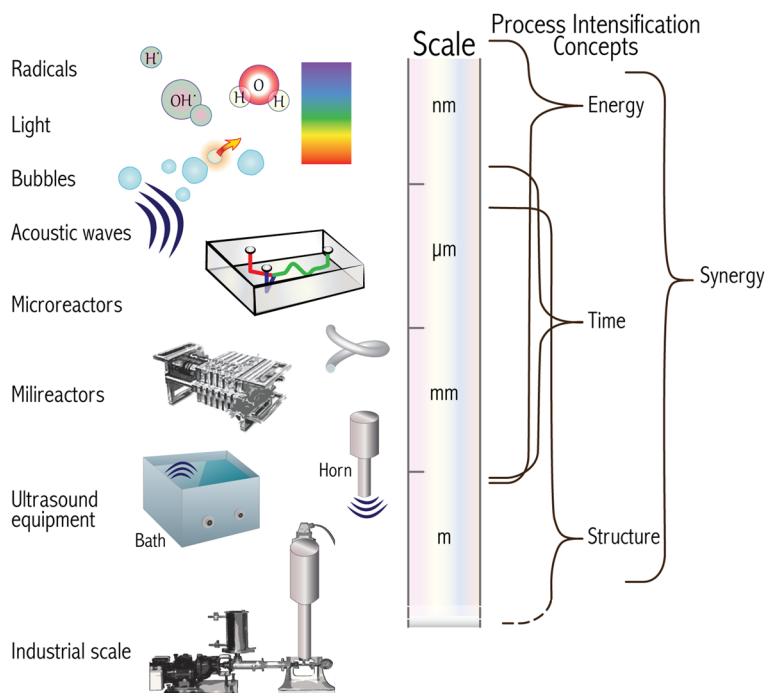 Process Intensification
Concepts
Scale
Radicals
H·
OH·
O
H
H
nm
Energy
Light
Bubbles
Acoustic waves
µm
Synergy
Microreactors
Time
Milireactors
mm
Horn
Ultrasound
equipment
Bath
m
Structure
Industrial scale